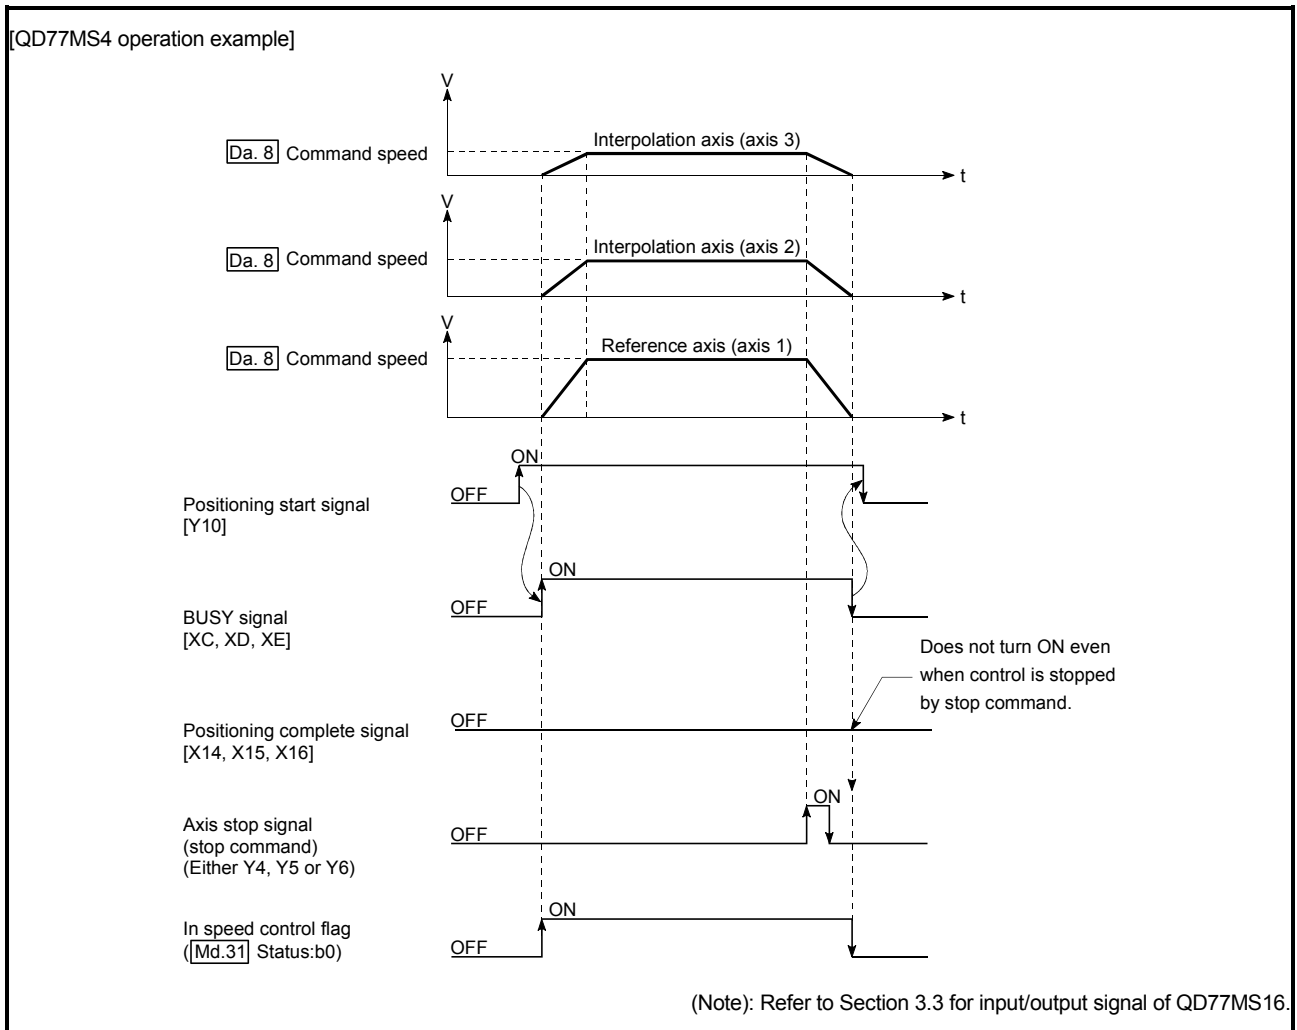 [QD77MS4 operation example]
V
Interpolation axis (axis 3)
Da. 8 Command speed
t
V
Interpolation axis (axis 2)
Da. 8 Command speed
t
V
Reference axis (axis 1)
Da. 8 Command speed
t
ON
OFF
Positioning start signal
[Y10]
ON
OFF
BUSY signal
[XC, XD, XE]
Does not turn ON even
when control is stopped
by stop command.
OFF
Positioning complete signal
[X14, X15, X16]
ON
Axis stop signal
OFF
(stop command)
(Either Y4, Y5 or Y6)
ON
In speed control flag
OFF
(Md.31 Status:b0)
(Note): Refer to Section 3.3 for input/output signal of QD77MS16.